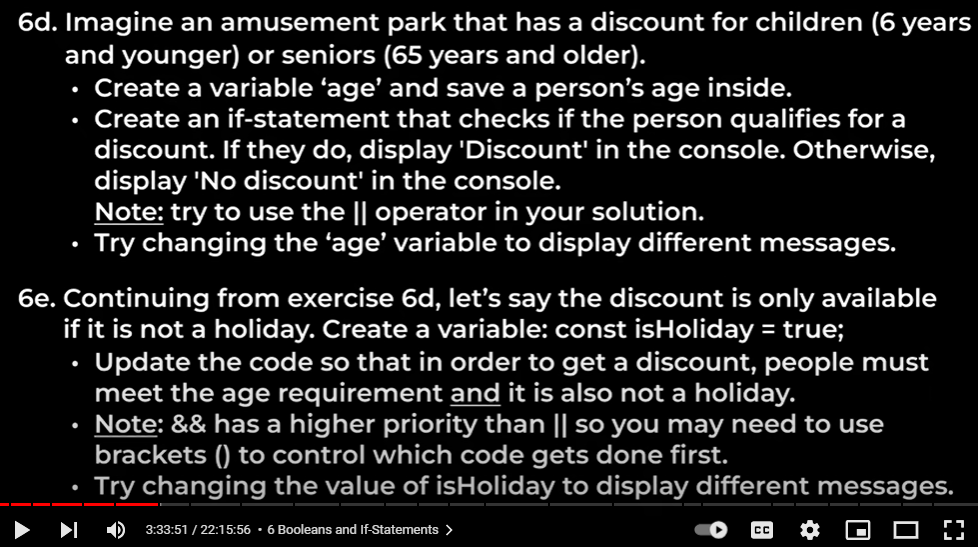 6d. Imagine an amusement park that has a discount for children (6 years
and younger) or seniors (65 years and older).
• Create a variable ‘age’ and save a person’s age inside.
• Create an if-statement that checks if the person qualifies for a
discount. If they do, display 'Discount' in the console. Otherwise,
display 'No discount' in the console.
Note: try to use the || operator in your solution.
• Try changing the ‘age’ variable to display different messages.
6e. Continuing from exercise 6d, let’s say the discount is only available
if it is not a holiday. Create a variable: const isHoliday = true;
• Update the code so that in order to get a discount, people must
meet the age requirement and it is also not a holiday.
• Note: && has a higher priority than || so you may need to use
brackets () to control which code gets done first.
• Try changing the value of isHoliday to display different messages.
3:33:51 / 22:15:56 • 6 Booleans and If-Statements >
CC